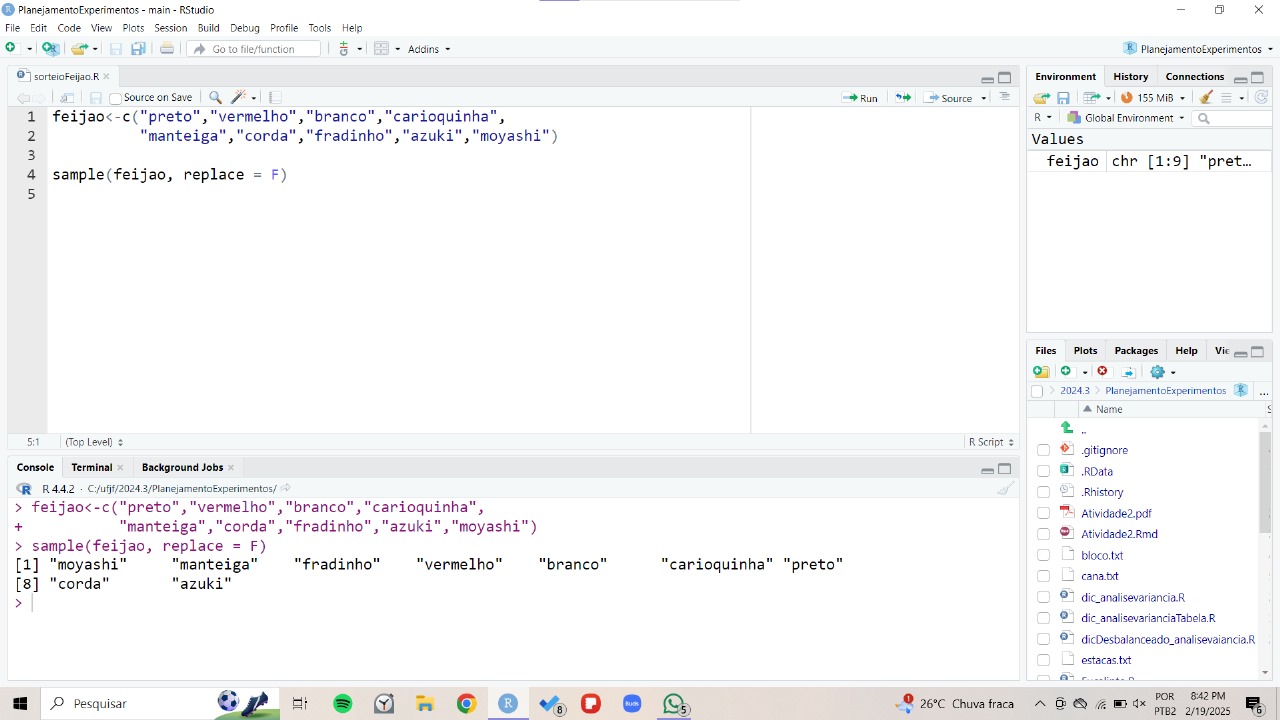 PlanejamentoExperimentos - main - RStudio
File Edit Code View Plots Session Build Debug Profile Tools Help
Go to file/function Addins PlanejamentoExperimentos
sorteioFeijao.R
Source on Save Run Source
1 feijao<-c("preto","vermelho","branco","carioquinha",
2 "manteiga","corda","fradinho","azuki","moyashi")
3
4 sample(feijao, replace = F)
5
5:1 (Top Level) R Script
Console Terminal Background Jobs
R 4.4.2 · C:/ufjf/2024.3/PlanejamentoExperimentos/
> feijao<-c("preto","vermelho","branco","carioquinha",
+ "manteiga","corda","fradinho","azuki","moyashi")
> sample(feijao, replace = F)
[1] "moyashi" "manteiga" "fradinho" "vermelho" "branco" "carioquinha" "preto"
[8] "corda" "azuki"
>
Environment History Connections
155 MiB
R Global Environment
Values
feijao chr [1:9] "pret…
Files Plots Packages Help Vie
2024.3 PlanejamentoExperimentos ...
Name
..
.gitignore
.RData
.Rhistory
Atividade2.pdf
Atividade2.Rmd
bloco.txt
cana.txt
dic_analisevariancia.R
dic_analisevarianciaTabela.R
dicDesbalanceado_analisevaiancia.R
estacas.txt
Pesquisar 8 Buds 5 1 26°C Chuva fraca POR PTB2 8:42 PM 2/19/2025 6